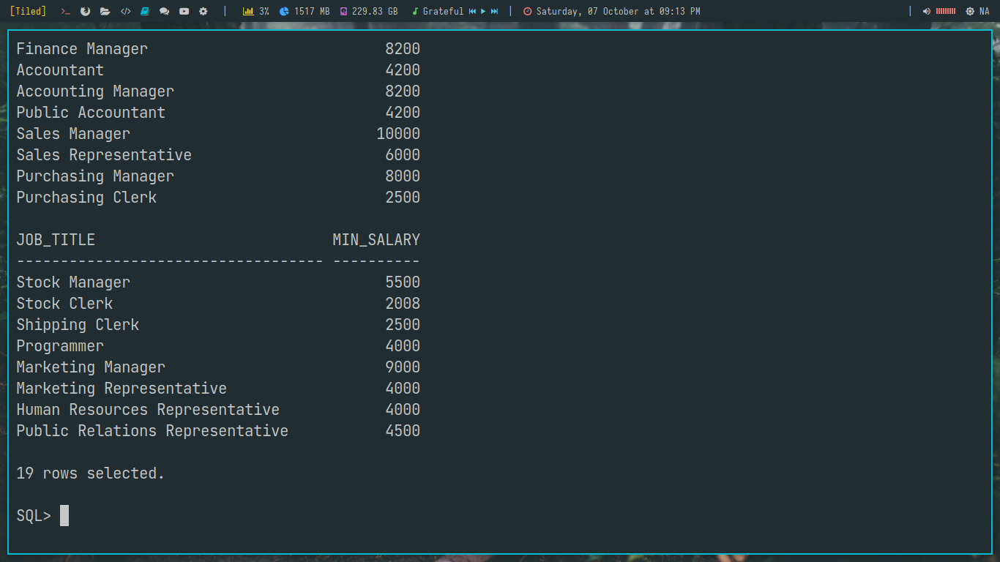 [Tiled] 3% 1517 MB 229.83 GB Grateful | Saturday, 07 October at 09:13 PM | NA
Finance Manager 8200
Accountant 4200
Accounting Manager 8200
Public Accountant 4200
Sales Manager 10000
Sales Representative 6000
Purchasing Manager 8000
Purchasing Clerk 2500
JOB_TITLE MIN_SALARY
----------------------------------- ----------
Stock Manager 5500
Stock Clerk 2008
Shipping Clerk 2500
Programmer 4000
Marketing Manager 9000
Marketing Representative 4000
Human Resources Representative 4000
Public Relations Representative 4500
19 rows selected.
SQL>